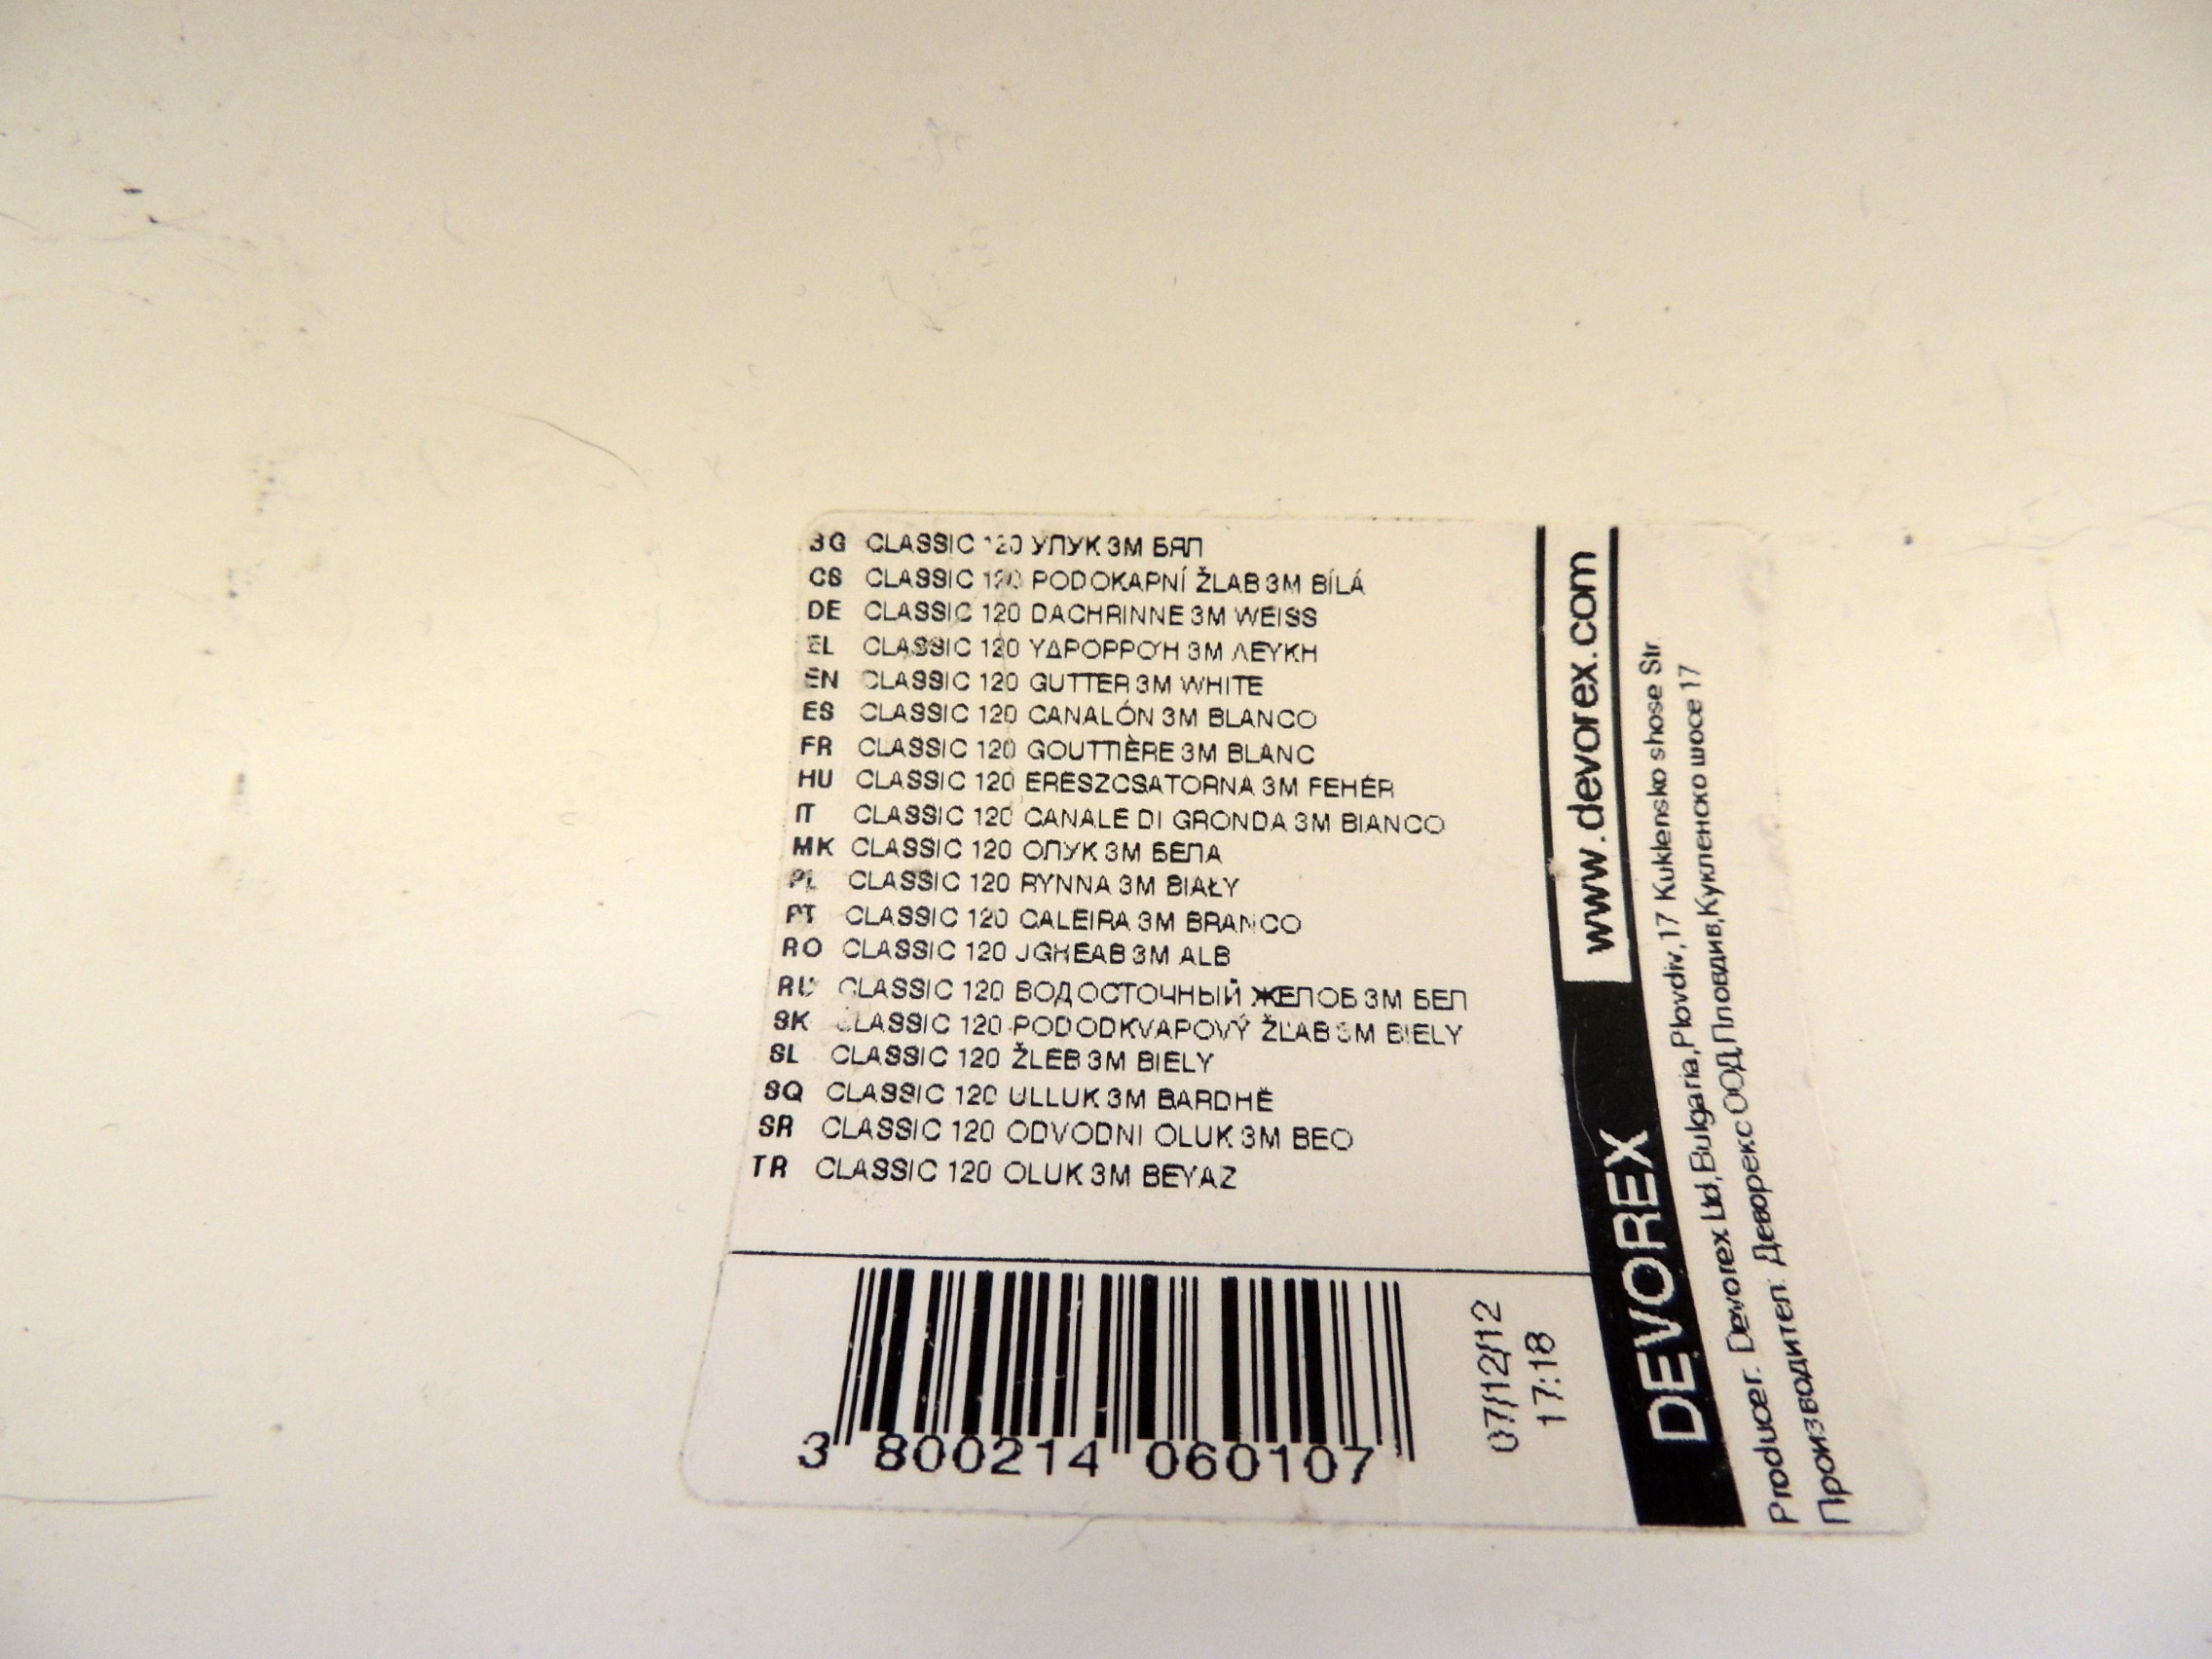 BG CLASSIC 120 УЛУК 3М БЯЛ
CS CLASSIC 120 PODOKAPNÍ ŽLAB 3M BÍLÁ
DE CLASSIC 120 DACHRINNE 3M WEISS
EL CLASSIC 120 ΥΔΡΟΡΡΌΗ 3M ΛΕΥΚΗ
EN CLASSIC 120 GUTTER 3M WHITE
ES CLASSIC 120 CANALÓN 3M BLANCO
FR CLASSIC 120 GOUTTIÈRE 3M BLANC
HU CLASSIC 120 ERESZCSATORNA 3M FEHÉR
IT CLASSIC 120 CANALE DI GRONDA 3M BIANCO
MK CLASSIC 120 ОЛУК 3М БЕЛА
PL CLASSIC 120 RYNNA 3M BIAŁY
PT CLASSIC 120 CALEIRA 3M BRANCO
RO CLASSIC 120 JGHEAB 3M ALB
RU CLASSIC 120 ВОДОСТОЧНЫЙ ЖЕЛОБ 3М БЕЛ
SK CLASSIC 120 PODODKVAPOVÝ ŽĽAB 3M BIELY
SL CLASSIC 120 ŽLEB 3M BIELY
SQ CLASSIC 120 ULLUK 3M BARDHË
SR CLASSIC 120 ODVODNI OLUK 3M BEO
TR CLASSIC 120 OLUK 3M BEYAZ
3 800214 060107
07/12/12
17:18
DEVOREX www.devorex.com
Producer: Devorex Ltd,Bulgaria,Plovdiv,17 Kuklensko shose Str.
Производител: Деворекс ООД,Пловдив,Кукленско шосе 17